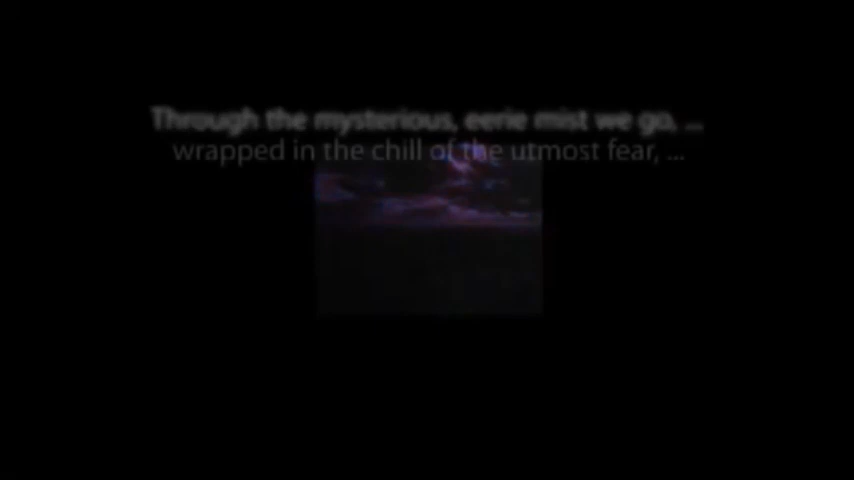 Through the mysterious, eerie mist we go, ...
wrapped in the chill of the utmost fear, ...